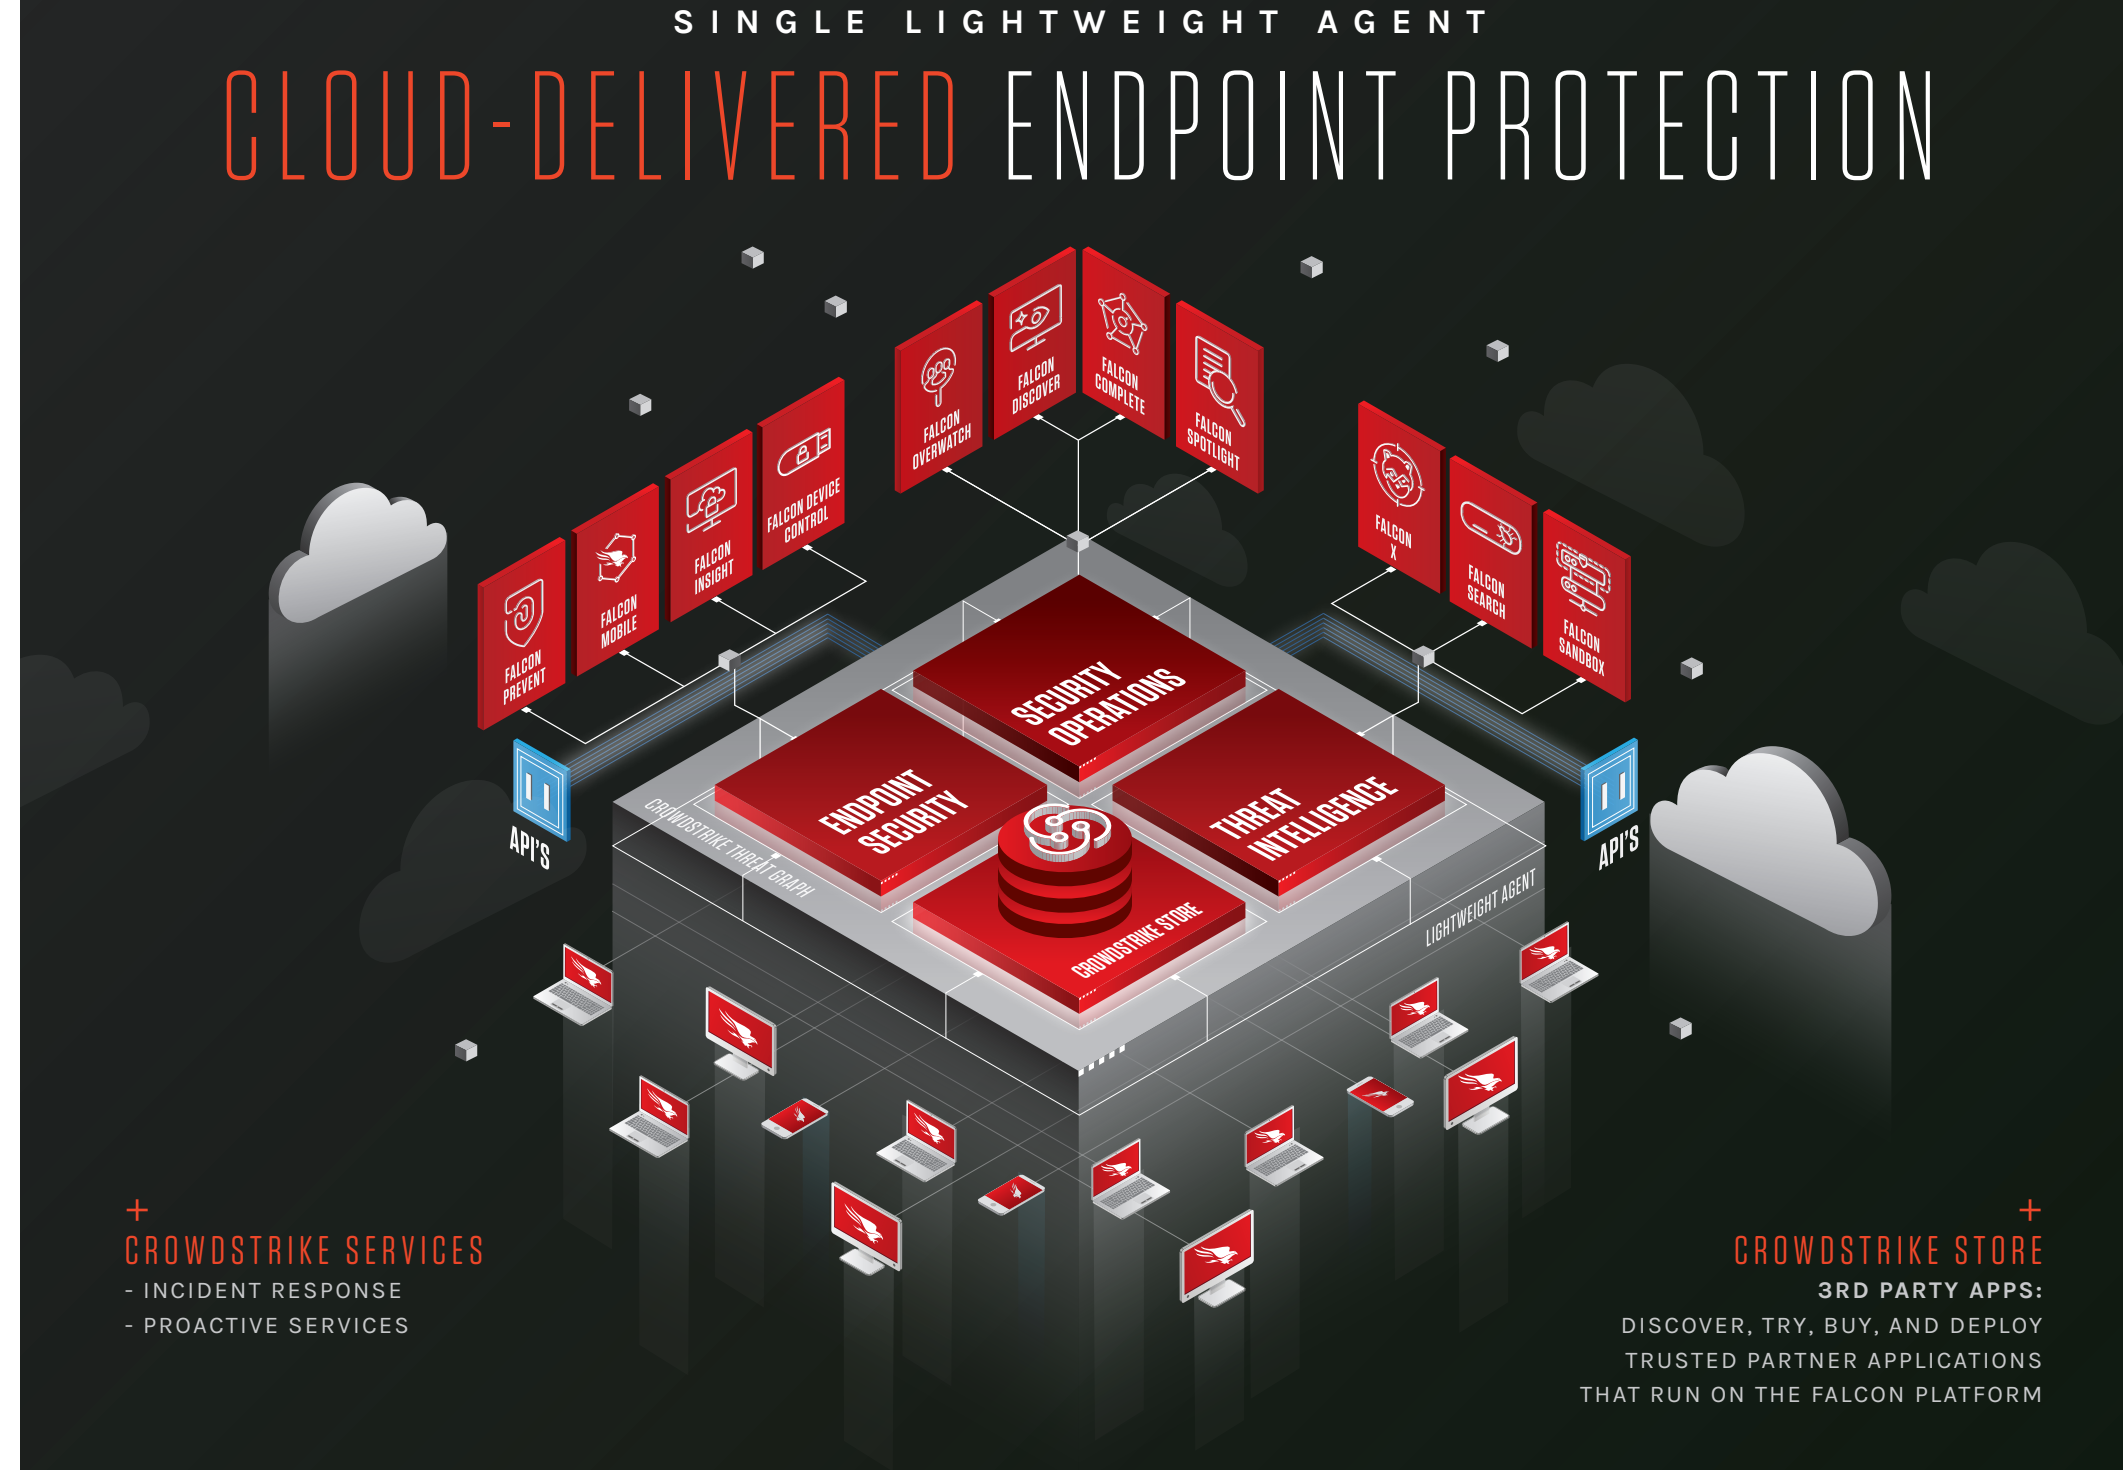 SINGLE LIGHTWEIGHT AGENT
CLOUD-DELIVERED ENDPOINT PROTECTION
FALCON
OVERWATCH
FALCON
DISCOVER
FALCON
COMPLETE
FALCON
SPOTLIGHT
FALCON
PREVENT
FALCON
MOBILE
FALCON
INSIGHT
FALCON DEVICE
CONTROL
FALCON
X
FALCON
SEARCH
FALCON
SANDBOX
SECURITY
OPERATIONS
ENDPOINT
SECURITY
THREAT
INTELLIGENCE
CROWDSTRIKE STORE
CROWDSTRIKE THREAT GRAPH
LIGHTWEIGHT AGENT
API'S
API'S
+
CROWDSTRIKE SERVICES
- INCIDENT RESPONSE
- PROACTIVE SERVICES
+
CROWDSTRIKE STORE
3RD PARTY APPS:
DISCOVER, TRY, BUY, AND DEPLOY
TRUSTED PARTNER APPLICATIONS
THAT RUN ON THE FALCON PLATFORM